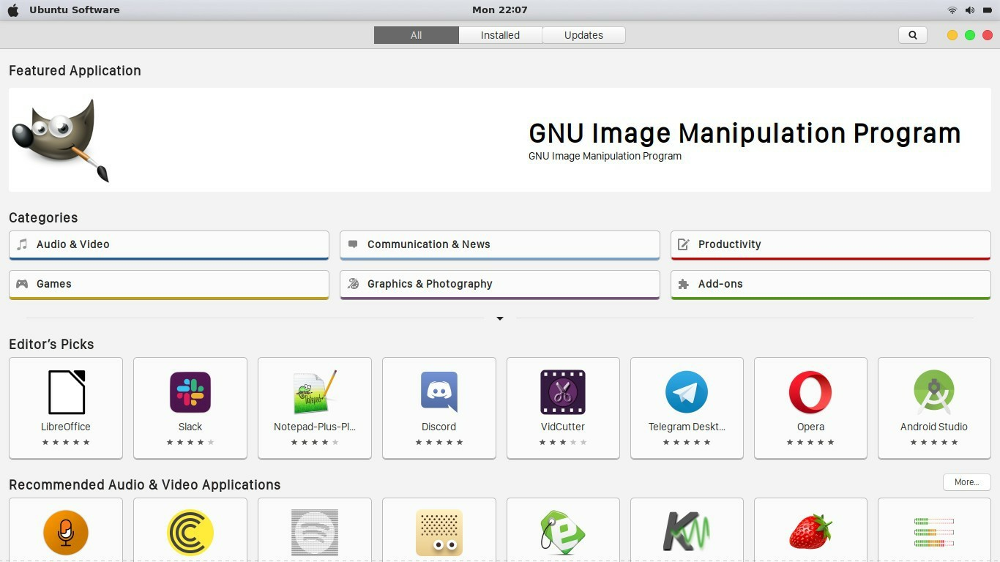 Ubuntu Software
Mon 22:07
All
Installed
Updates
Featured Application
GNU Image Manipulation Program
GNU Image Manipulation Program
Categories
Audio & Video
Communication & News
Productivity
Games
Graphics & Photography
Add-ons
Editor's Picks
LibreOffice
Slack
Notepad-Plus-Pl...
Discord
VidCutter
Telegram Deskt...
Opera
Android Studio
Recommended Audio & Video Applications
More...